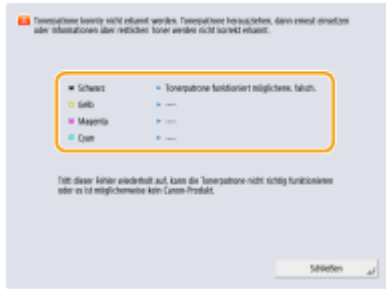 Tonerpatrone konnte nicht erkannt werden. Tonerpatrone herausziehen, dann erneut einsetzen
oder Informationen über restlichen Toner werden nicht korrekt erkannt.
Schwarz ► Tonerpatrone funktioniert möglicherw. falsch.
Gelb ► ----
Magenta ► ----
Cyan ► ----
Tritt dieser Fehler wiederholt auf, kann die Tonerpatrone nicht richtig funktionieren
oder es ist möglicherweise kein Canon-Produkt.
Schließen